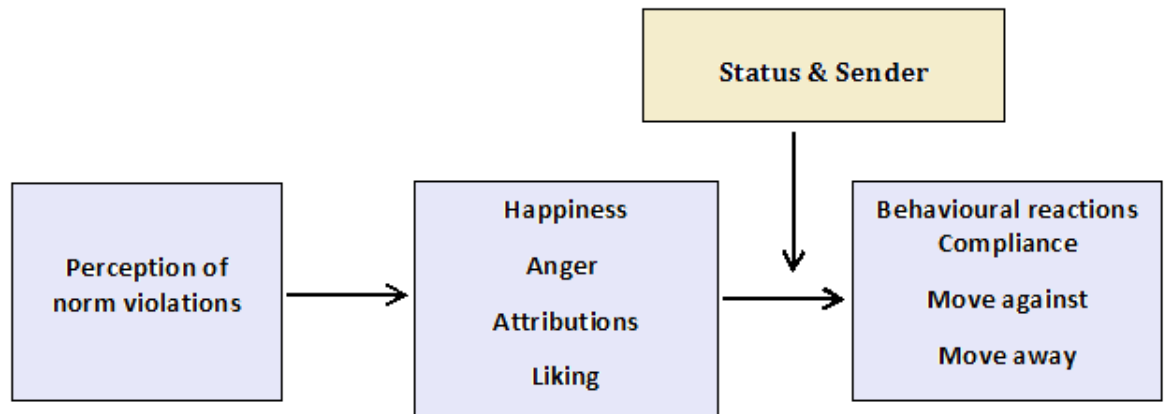 Status & Sender
Perception of
norm violations
Happiness
Anger
Attributions
Liking
Behavioural reactions
Compliance
Move against
Move away